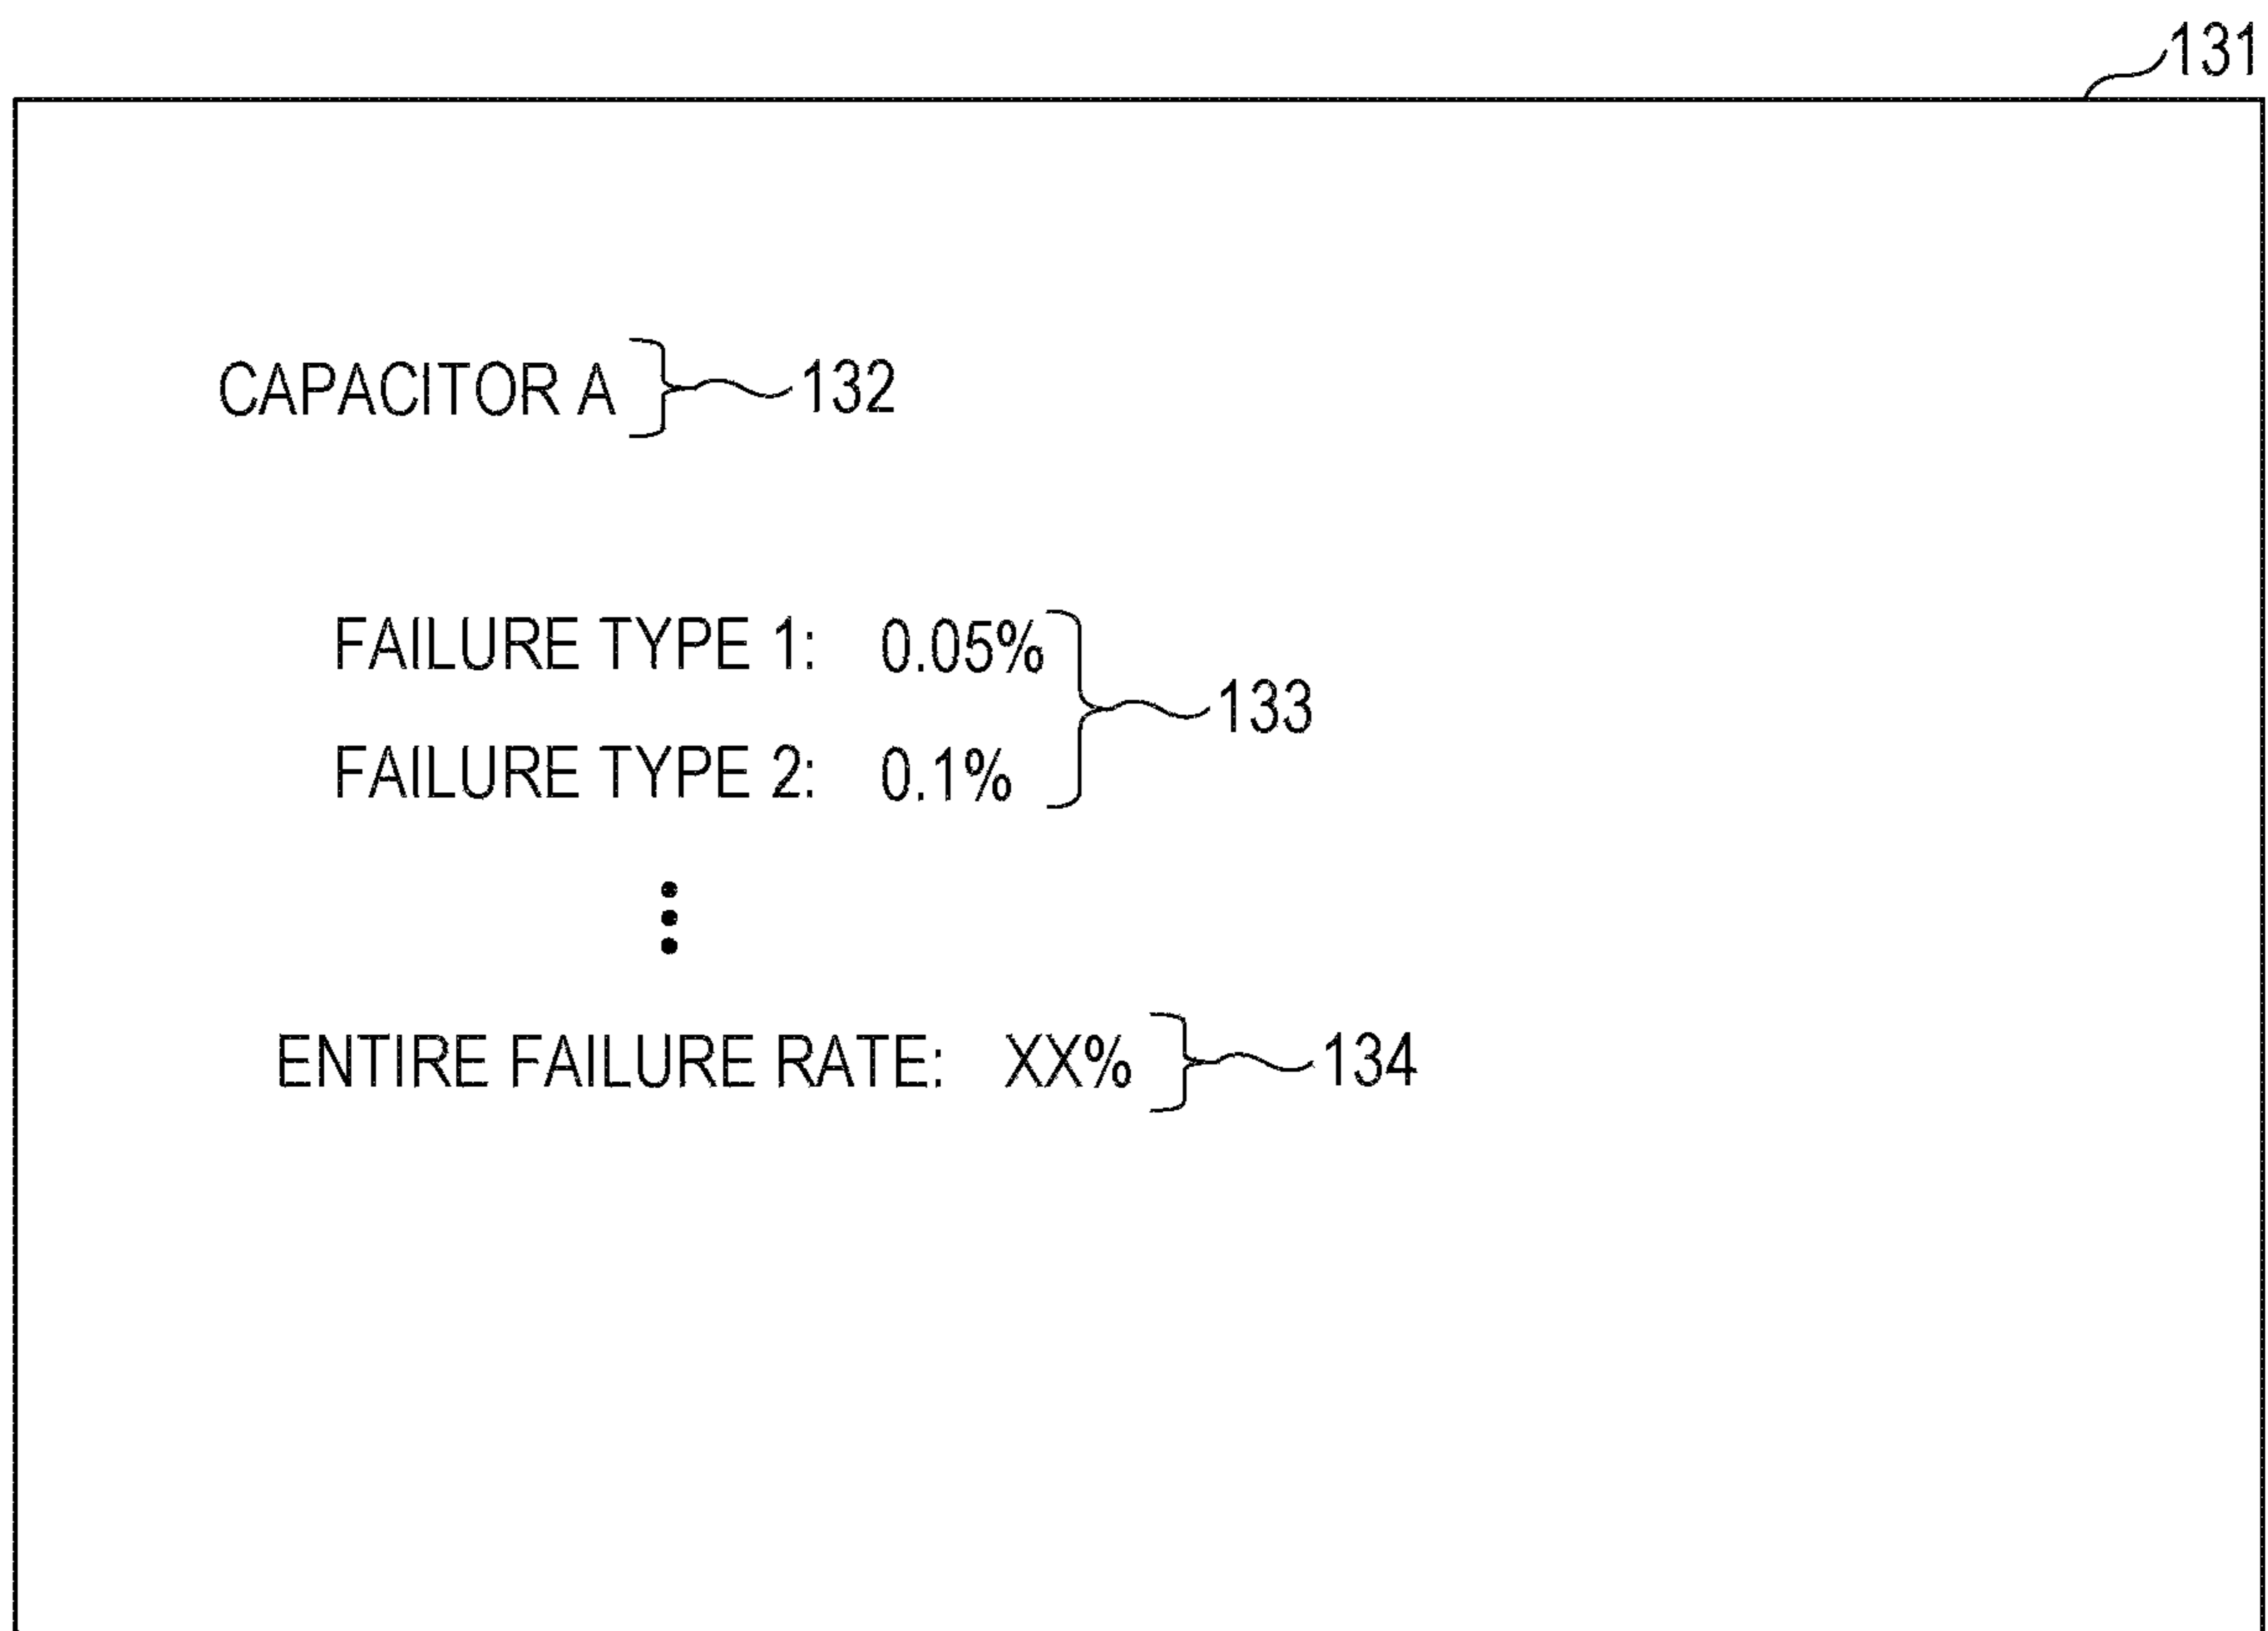 131
CAPACITOR A 132
FAILURE TYPE 1: 0.05%
133
FAILURE TYPE 2: 0.1%
ENTIRE FAILURE RATE: XX% 134